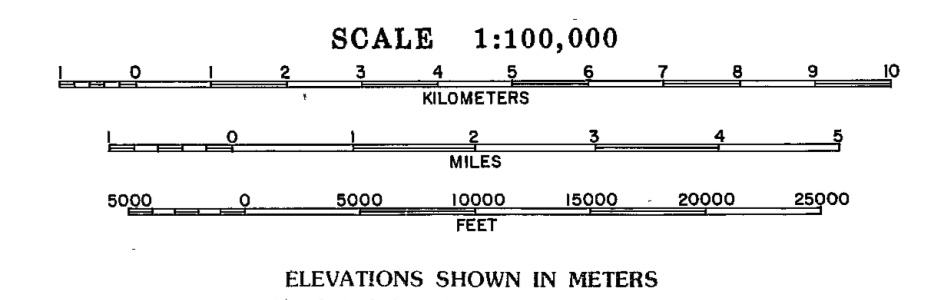 SCALE 1:100,000
1 0 1 2 3 4 5 6 7 8 9 10
KILOMETERS
1 0 1 2 3 4 5
MILES
5000 0 5000 10000 15000 20000 25000
FEET
ELEVATIONS SHOWN IN METERS